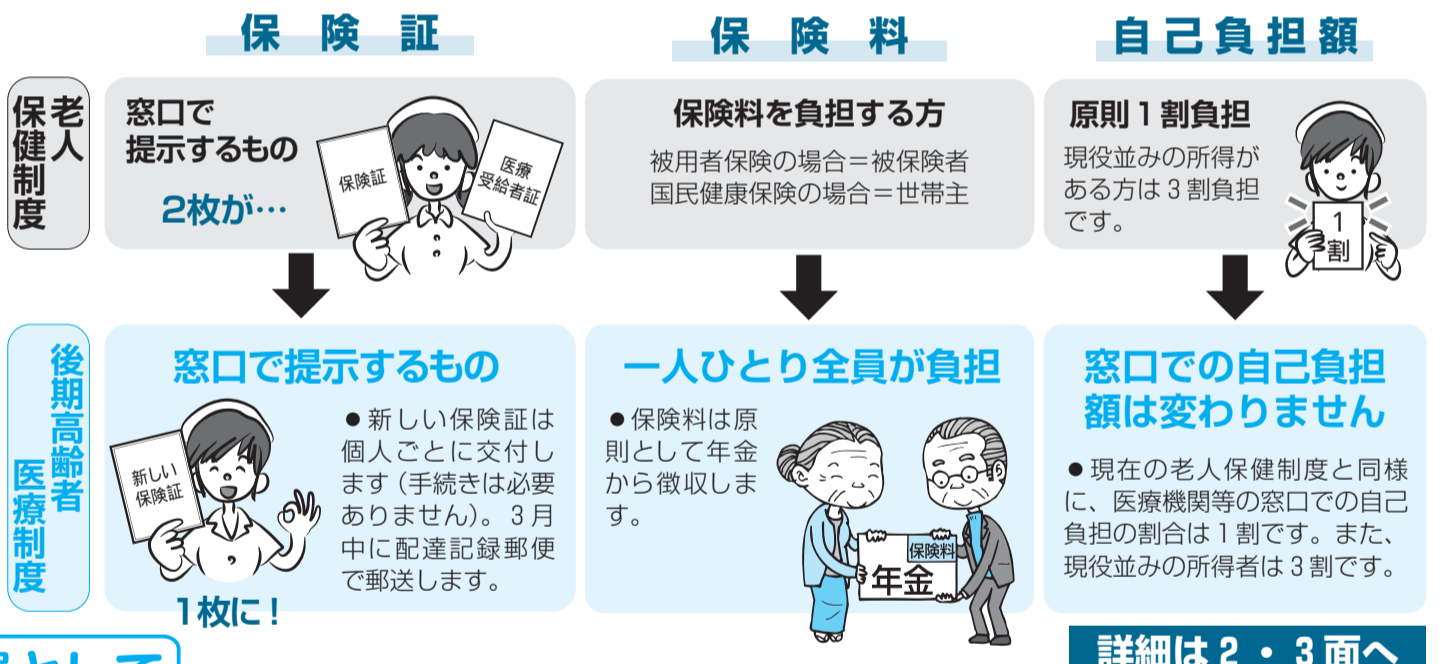 保険証
保険料
自己負担額
老人
保健制度
窓口で
提示するもの
2枚が…
保険証
医療
受給者証
保険料を負担する方
被用者保険の場合＝被保険者
国民健康保険の場合＝世帯主
原則1割負担
現役並みの所得が
ある方は3割負担
です。
1
割
後期高齢者
医療制度
窓口で提示するもの
新しい
保険証
●新しい保険証は
個人ごとに交付し
ます（手続きは必要
ありません）。3月
中に配達記録郵便
で郵送します。
1枚に！
一人ひとり全員が負担
●保険料は原
則として年金
から徴収しま
す。
保険料
年金
窓口での自己負担
額は変わりません
●現在の老人保健制度と同様
に、医療機関等の窓口での自己
負担の割合は1割です。また、
現役並みの所得者は3割です。
として
詳細は2・3面へ